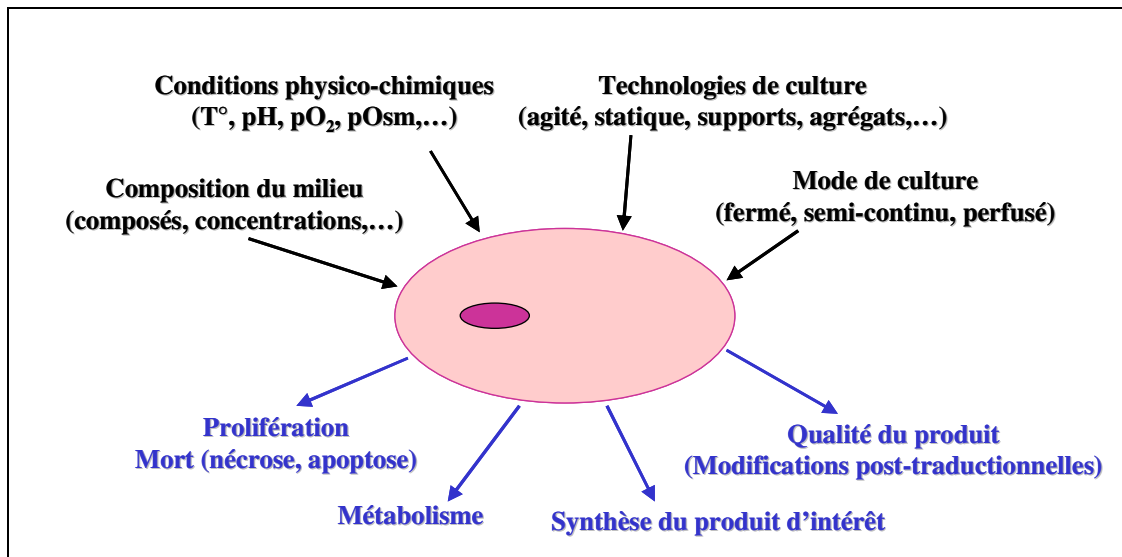 Conditions physico-chimiques
(T°, pH, pO₂, pOsm,…)
Technologies de culture
(agité, statique, supports, agrégats,…)
Composition du milieu
(composés, concentrations,…)
Mode de culture
(fermé, semi-continu, perfusé)
Prolifération
Mort (nécrose, apoptose)
Métabolisme
Synthèse du produit d’intérêt
Qualité du produit
(Modifications post-traductionnelles)